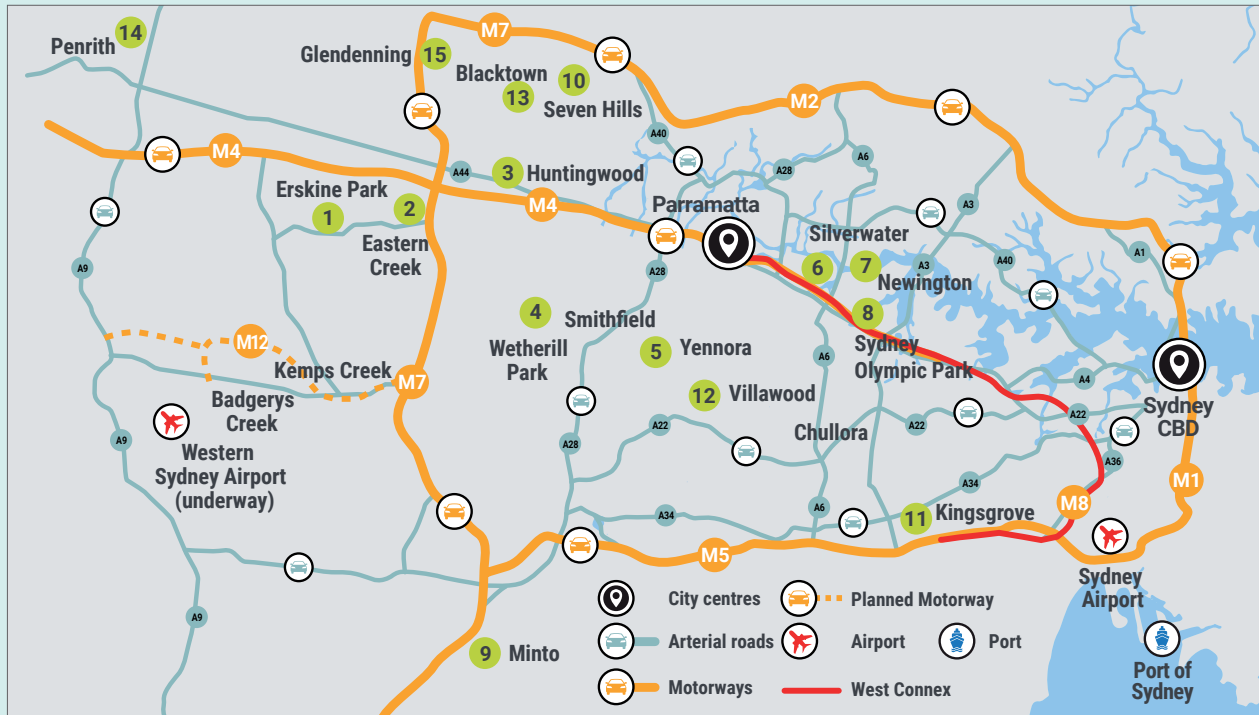 14
Penrith
Glendenning
15
M7
Blacktown
10
13
Seven Hills
M2
A40
A28
A6
M4
A44
3
Huntingwood
A3
Erskine Park
1
2
M4
Parramatta
Eastern
Creek
A9
A28
Silverwater
6
7
Newington
A3
A40
A1
8
4
Smithfield
Wetherill
Park
5
Yennora
Sydney
Olympic Park
A6
M12
Kemps Creek
M7
Badgerys
Creek
12
Villawood
A4
Sydney
CBD
A22
A22
A22
Chullora
A9
Western
Sydney Airport
(underway)
A28
A36
A34
M1
M8
A34
A6
11
Kingsgrove
M5
Sydney
Airport
City centres
Planned Motorway
Arterial roads
Airport
Port
Motorways
West Connex
A9
9
Minto
Port of
Sydney